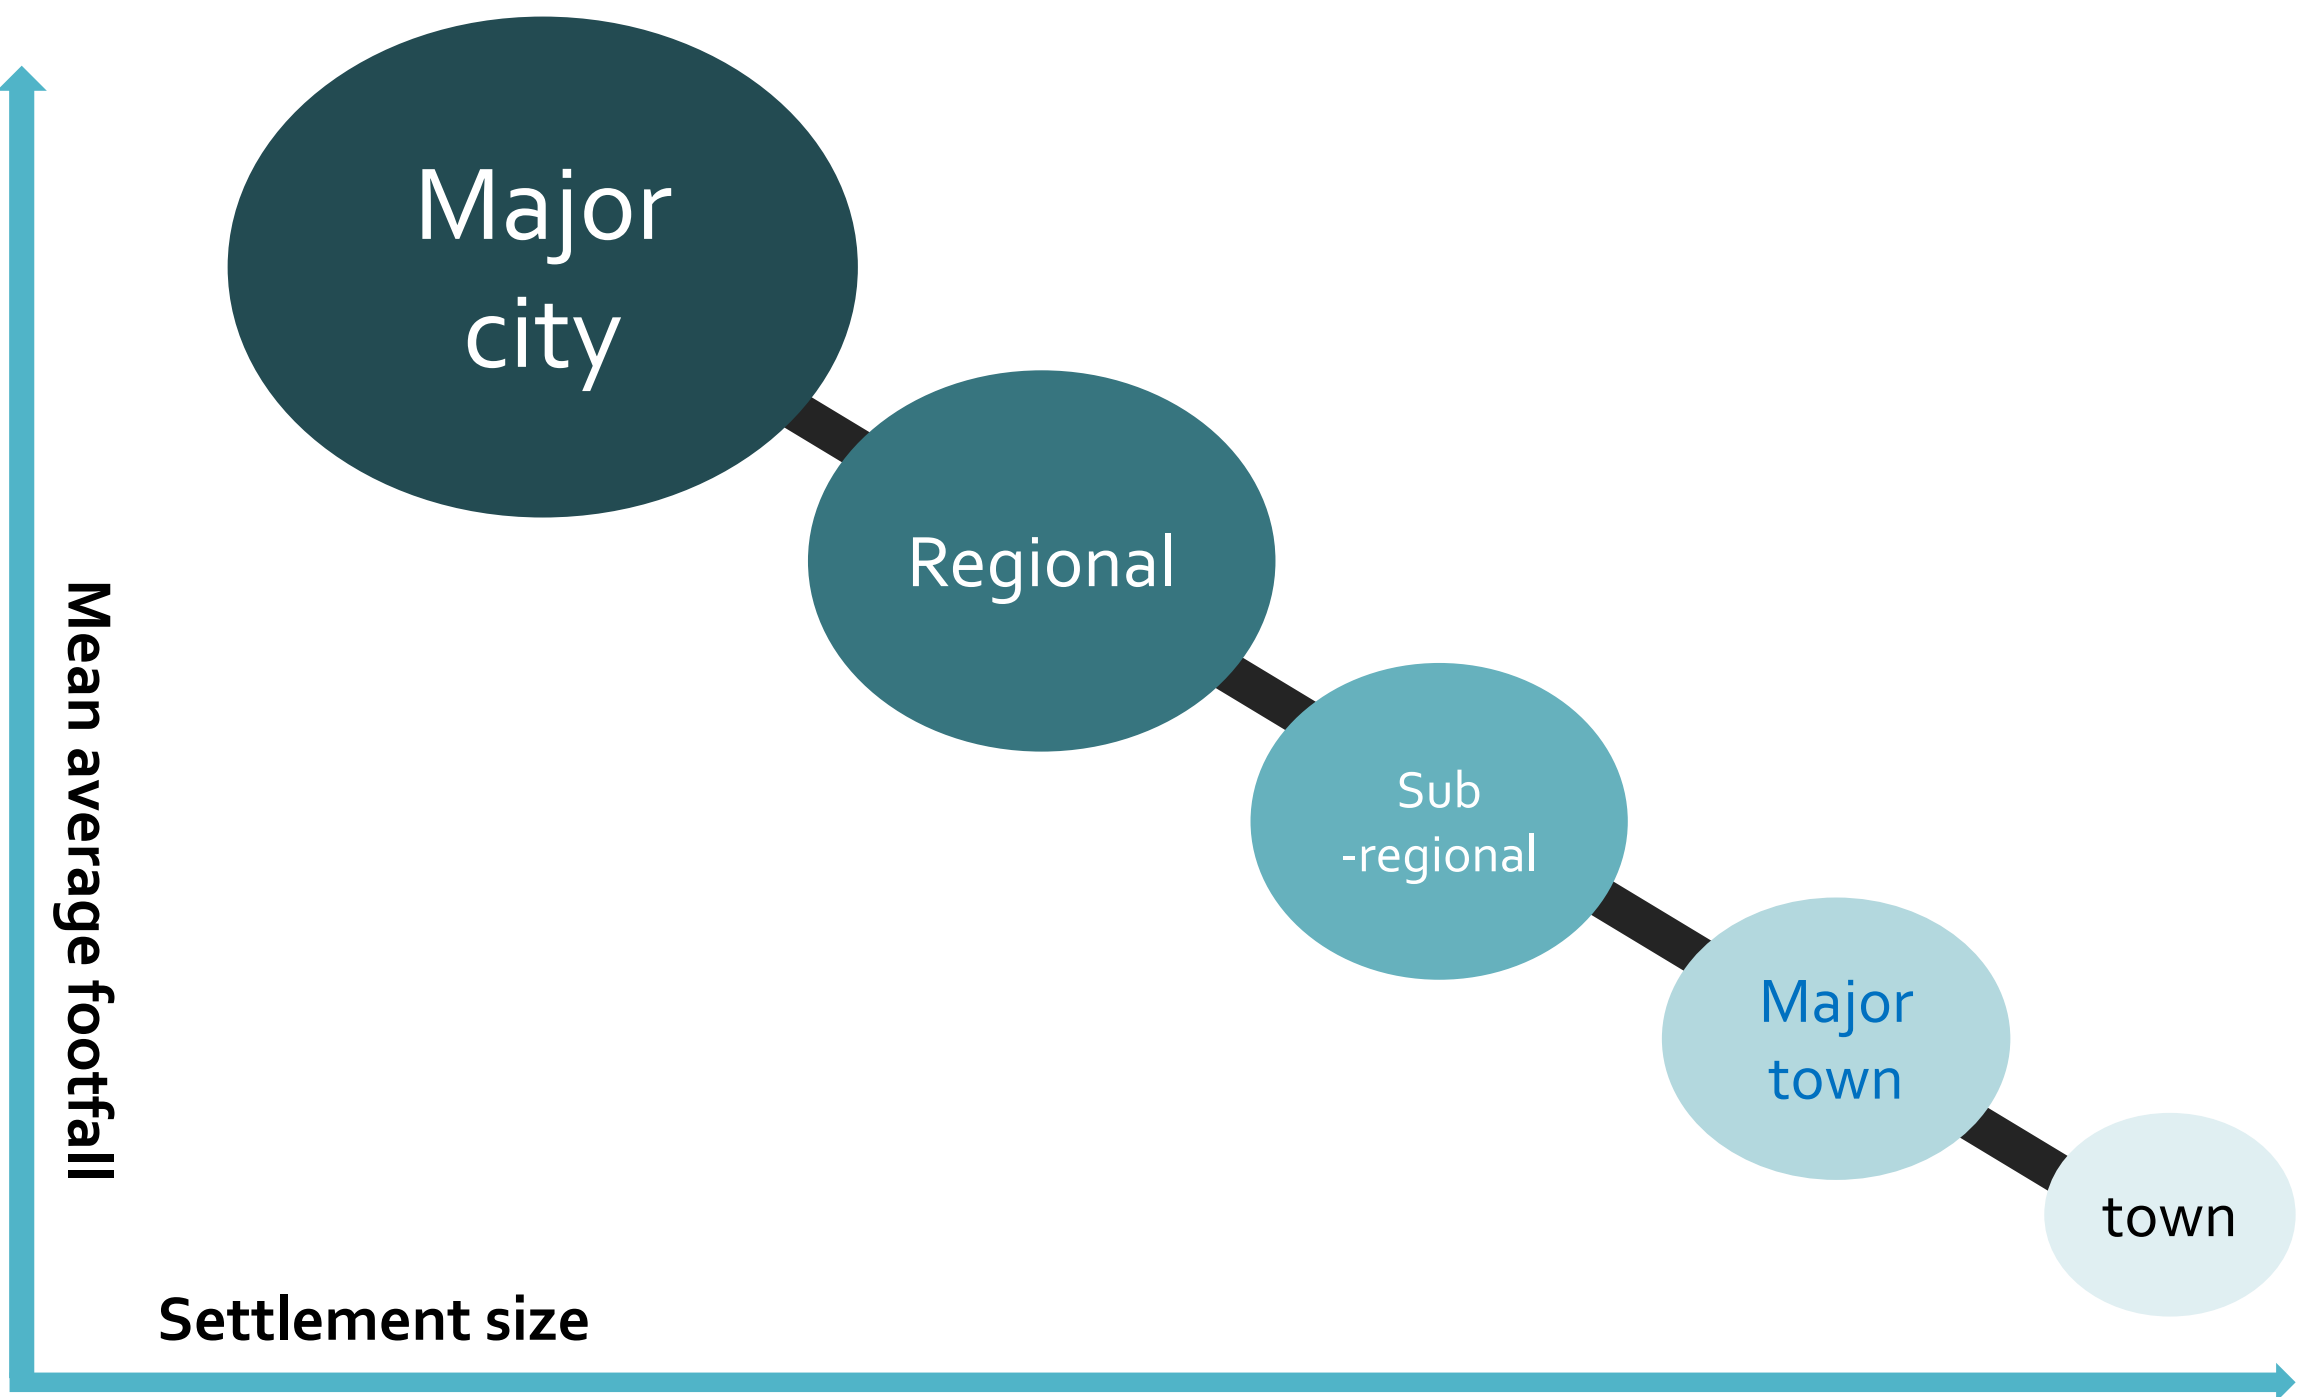 Major
city
Regional
Sub
-regional
Major
town
town
Mean average footfall
Settlement size